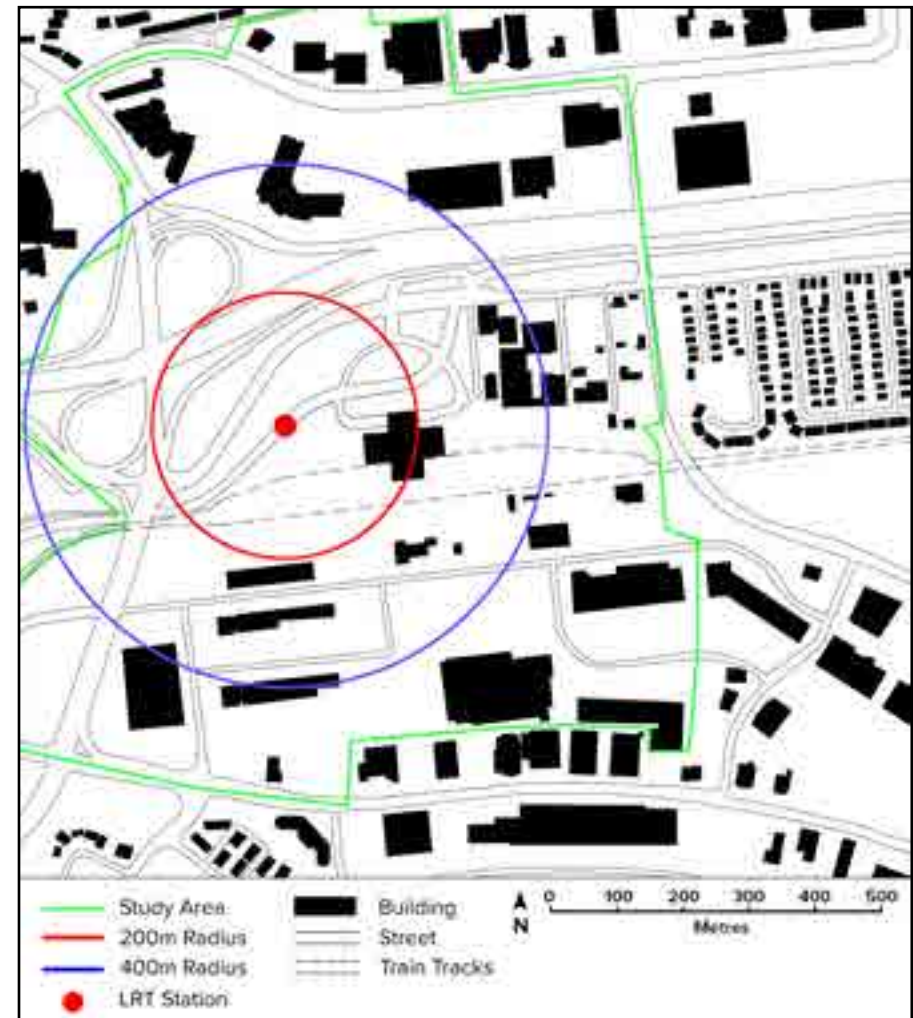 Study Area
200m Radius
400m Radius
LRT Station
Building
Street
Train Tracks
N
0 100 200 300 400 500
Metres